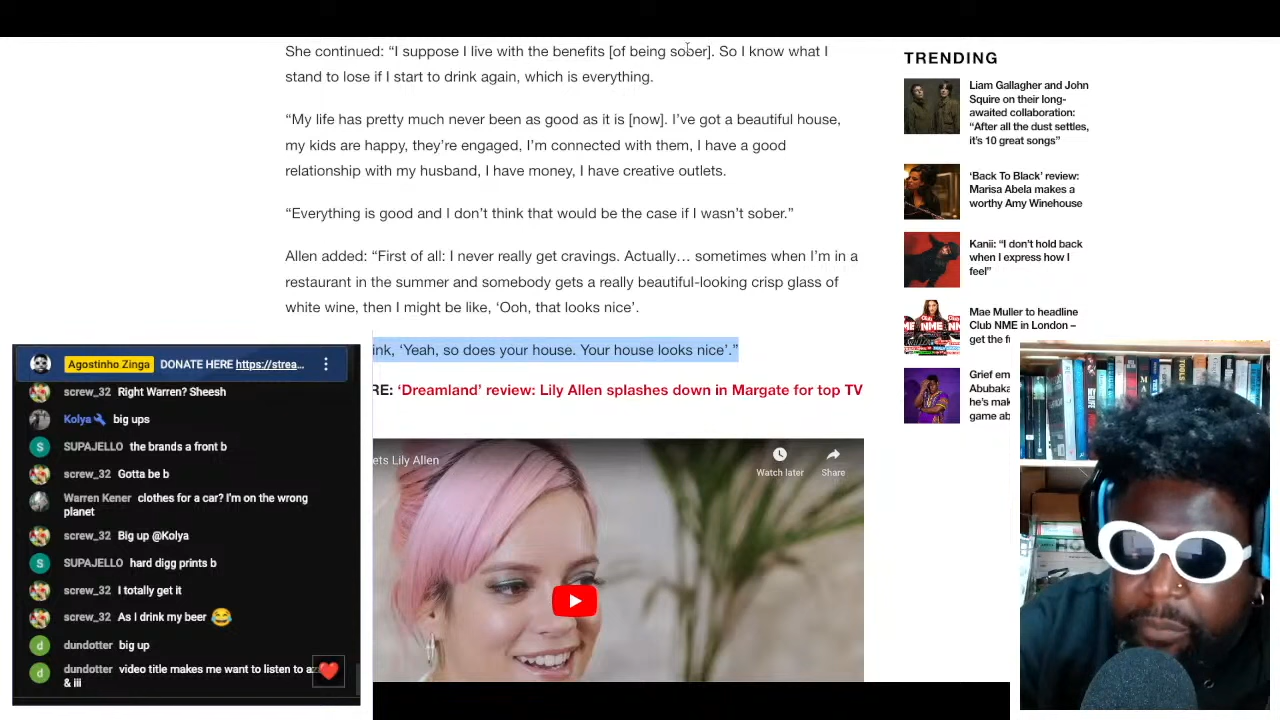 She continued: “I suppose I live with the benefits [of being sober]. So I know what I
stand to lose if I start to drink again, which is everything.
“My life has pretty much never been as good as it is [now]. I’ve got a beautiful house,
my kids are happy, they’re engaged, I’m connected with them, I have a good
relationship with my husband, I have money, I have creative outlets.
“Everything is good and I don’t think that would be the case if I wasn’t sober.”
Allen added: “First of all: I never really get cravings. Actually… sometimes when I’m in a
restaurant in the summer and somebody gets a really beautiful-looking crisp glass of
white wine, then I might be like, ‘Ooh, that looks nice’.
ink, ‘Yeah, so does your house. Your house looks nice’.”
RE: ‘Dreamland’ review: Lily Allen splashes down in Margate for top TV
ets Lily Allen
Watch later
Share
TRENDING
Liam Gallagher and John
Squire on their long-
awaited collaboration:
“After all the dust settles,
it’s 10 great songs”
‘Back To Black’ review:
Marisa Abela makes a
worthy Amy Winehouse
Kanii: “I don’t hold back
when I express how I
feel”
Mae Muller to headline
Club NME in London –
get the f
Grief em
Abubaka
he’s mak
game ab
Agostinho Zinga DONATE HERE https://strea...
screw_32 Right Warren? Sheesh
Kolya big ups
SUPAJELLO the brands a front b
screw_32 Gotta be b
Warren Kener clothes for a car? I'm on the wrong
planet
screw_32 Big up @Kolya
SUPAJELLO hard digg prints b
screw_32 I totally get it
screw_32 As I drink my beer 😂
dundotter big up
dundotter video title makes me want to listen to
& iii